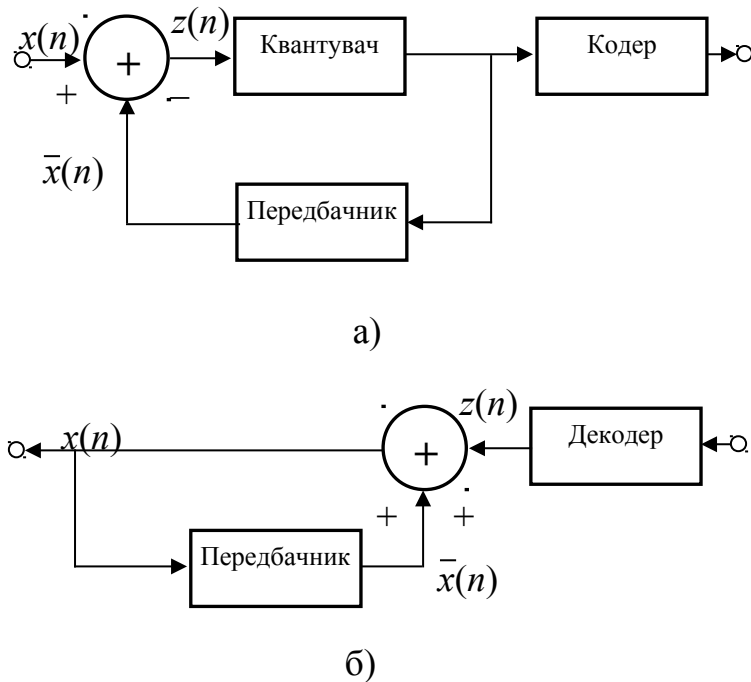 x(n) z(n) Квантувач Кодер
+
+ −
x̄(n)
Передбачник
а)
x(n) z(n) Декодер
+
+ +
Передбачник
x̄(n)
б)